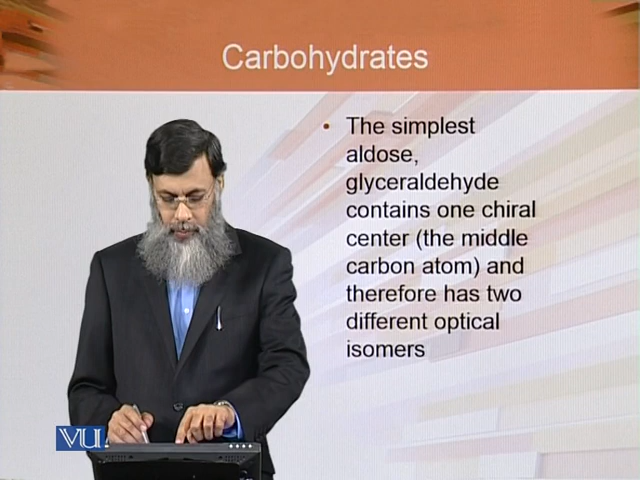 Carbohydrates
• The simplest
aldose,
glyceraldehyde
contains one chiral
center (the middle
carbon atom) and
therefore has two
different optical
isomers
VU